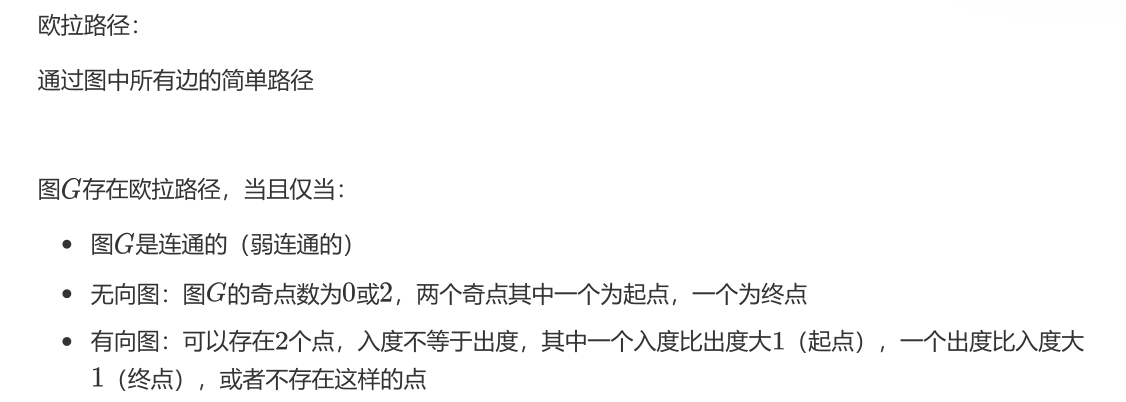 欧拉路径：
通过图中所有边的简单路径
图G存在欧拉路径，当且仅当：
• 图G是连通的（弱连通的）
• 无向图：图G的奇点数为0或2，两个奇点其中一个为起点，一个为终点
• 有向图：可以存在2个点，入度不等于出度，其中一个入度比出度大1（起点），一个出度比入度大
1（终点），或者不存在这样的点